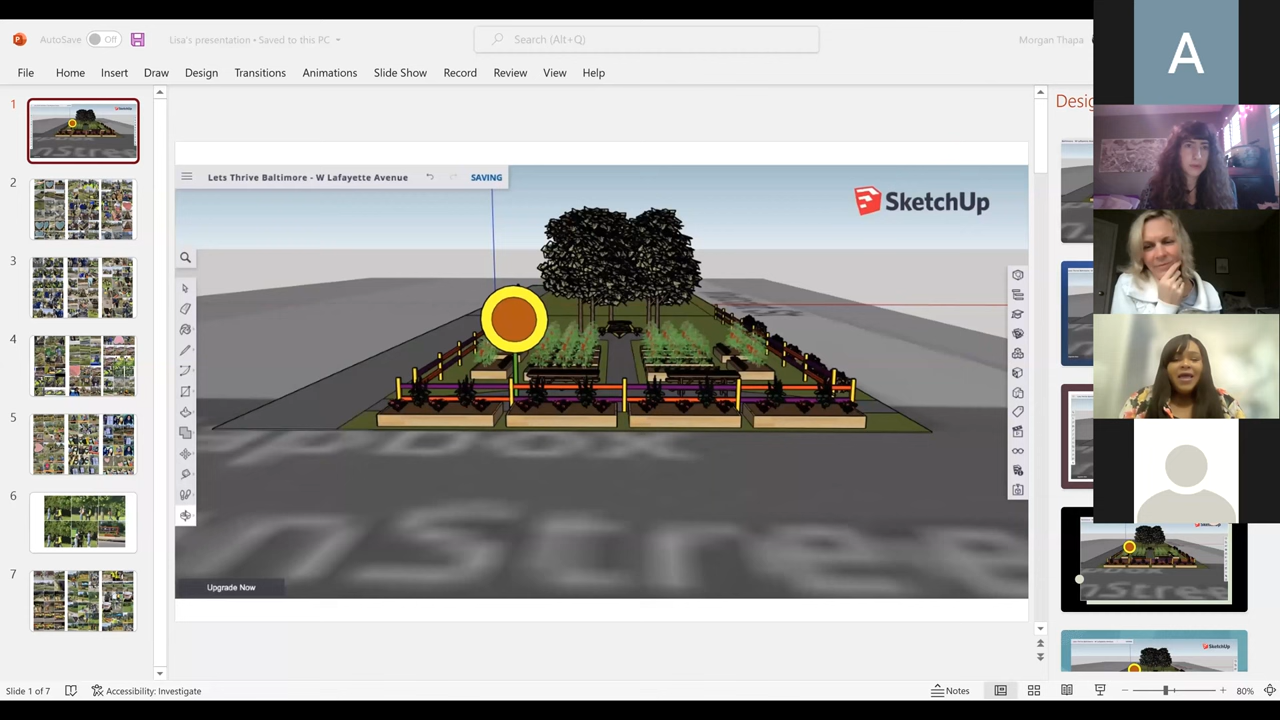 AutoSave Off Lisa's presentation • Saved to this PC Search (Alt+Q) Morgan Thapa
File Home Insert Draw Design Transitions Animations Slide Show Record Review View Help
1
2
3
4
5
6
7
Lets Thrive Baltimore - W Lafayette Avenue SAVING
SketchUp
nStree
Upgrade Now
A
SketchUp
Slide 1 of 7 Accessibility: Investigate Notes 80%